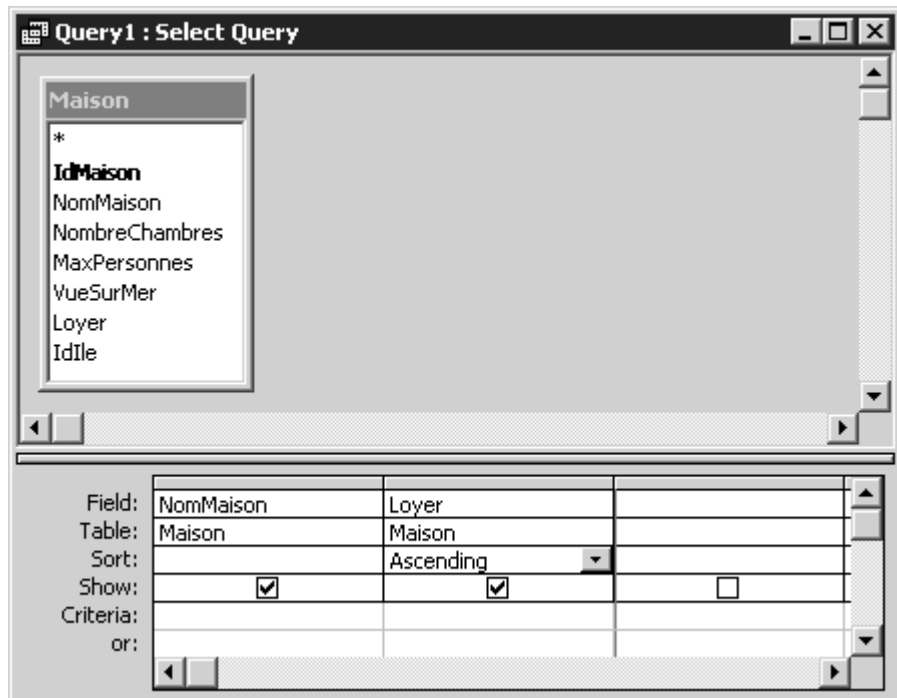 Query1 : Select Query
Maison
*
IdMaison
NomMaison
NombreChambres
MaxPersonnes
VueSurMer
Loyer
IdIle
Field: NomMaison Loyer
Table: Maison Maison
Sort: Ascending
Show:
Criteria:
or: